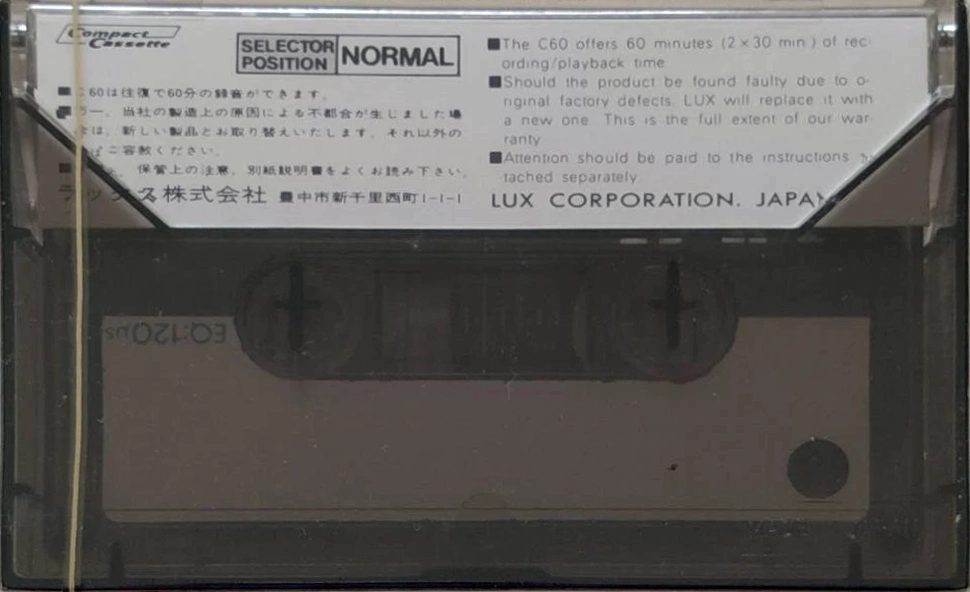 Compact
Cassette
SELECTOR
POSITION
NORMAL
60は往復で60分の録音ができます。
一、当社の製造上の原因による不都合が生じました場
は、新しい製品とお取り替えいたします。それ以外の
ご容赦ください。
保管上の注意、別紙説明書をよくお読み下さい。
ラックス株式会社 豊中市新千里西町1-1-1
■The C60 offers 60 minutes (2×30 min.) of rec-
ording/playback time
■Should the product be found faulty due to o-
riginal factory defects. LUX will replace it with
a new one. This is the full extent of our war-
ranty.
■Attention should be paid to the instructions
tached separately.
LUX CORPORATION. JAPAN
EQ:120μs